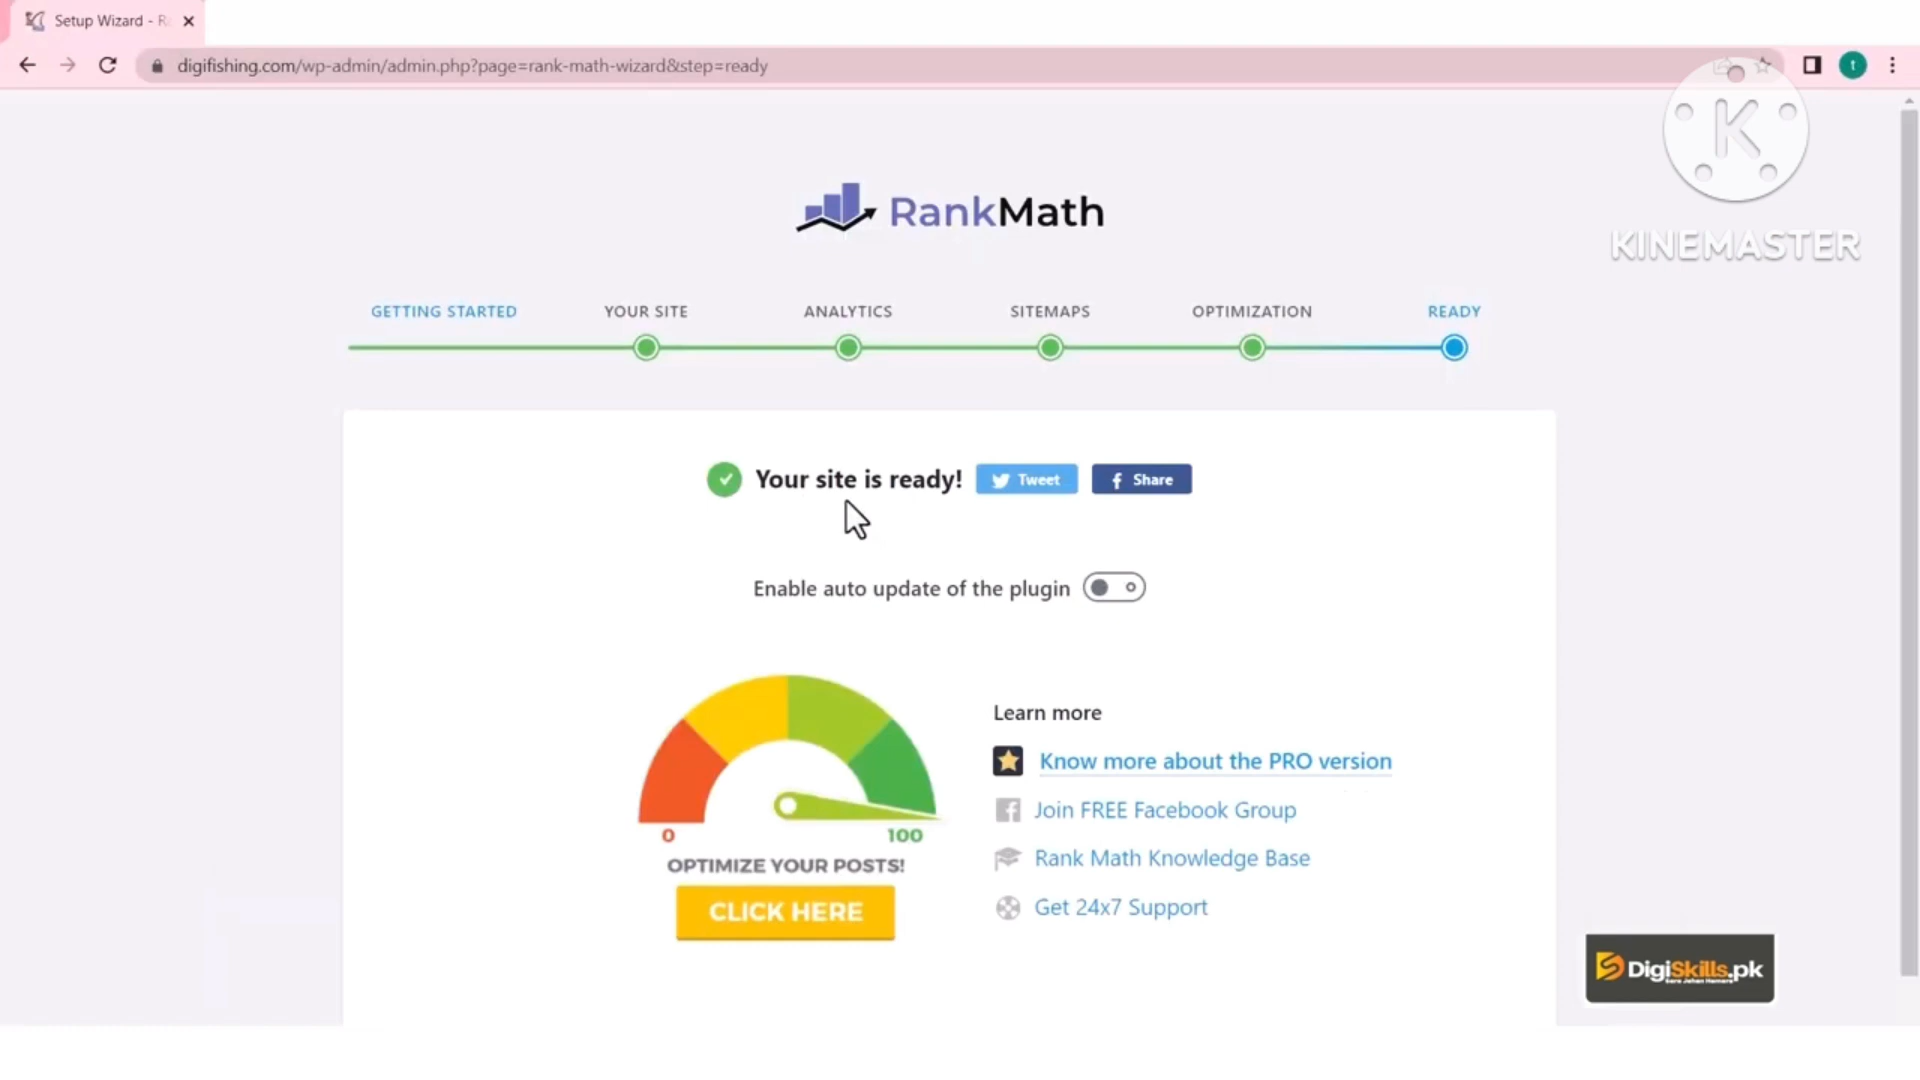 Setup Wizard - R
digifishing.com/wp-admin/admin.php?page=rank-math-wizard&step=ready
K
KINEMASTER
RankMath
GETTING STARTED
YOUR SITE
ANALYTICS
SITEMAPS
OPTIMIZATION
READY
Your site is ready!
Tweet
Share
Enable auto update of the plugin
Learn more
Know more about the PRO version
Join FREE Facebook Group
Rank Math Knowledge Base
Get 24x7 Support
0
100
OPTIMIZE YOUR POSTS!
CLICK HERE
DigiSkills.pk